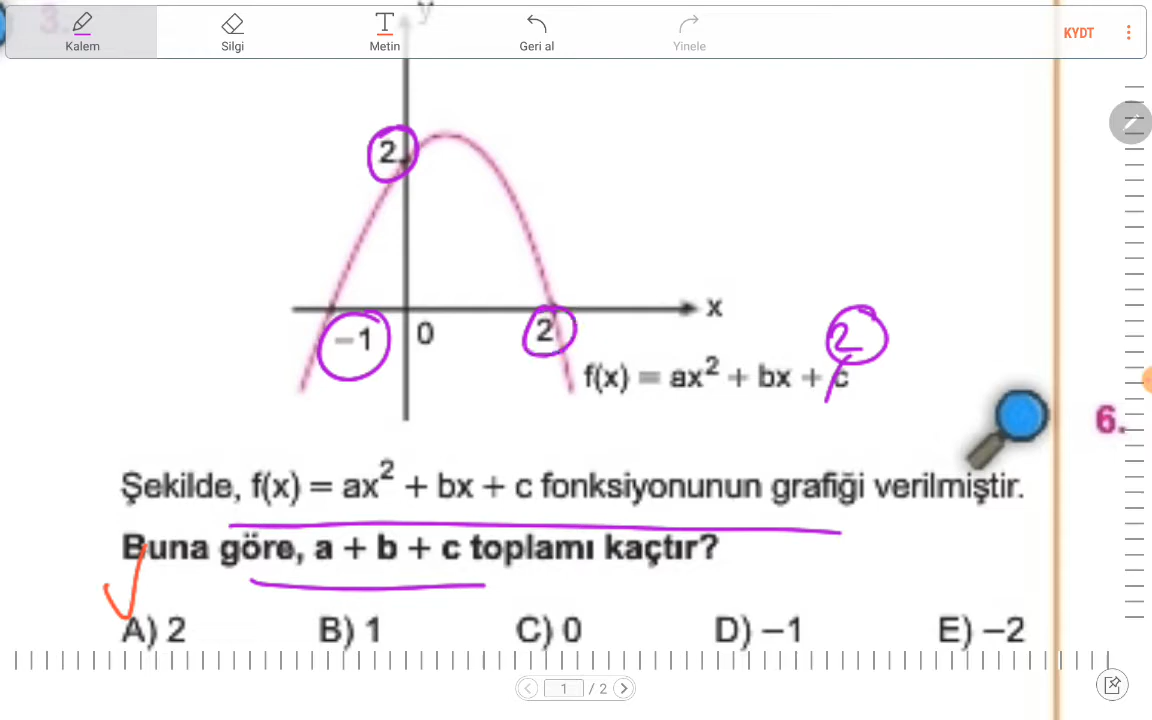 3.
Kalem
Silgi
T
Metin
Geri al
Yinele
KYDT
y
2
−1
0
2
x
2
f(x) = ax² + bx + c
6.
Şekilde, f(x) = ax² + bx + c fonksiyonunun grafiği verilmiştir.
Buna göre, a + b + c toplamı kaçtır?
A) 2 B) 1 C) 0 D) −1 E) −2
1 / 2